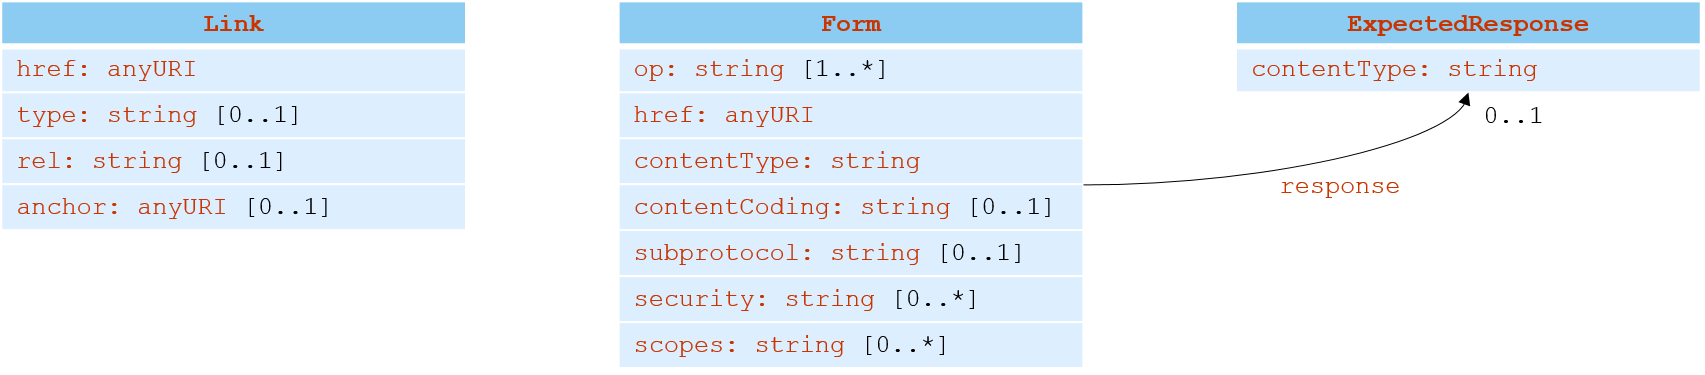 Link
href: anyURI
type: string [0..1]
rel: string [0..1]
anchor: anyURI [0..1]
Form
op: string [1..*]
href: anyURI
contentType: string
contentCoding: string [0..1]
subprotocol: string [0..1]
security: string [0..*]
scopes: string [0..*]
response
ExpectedResponse
contentType: string
0..1